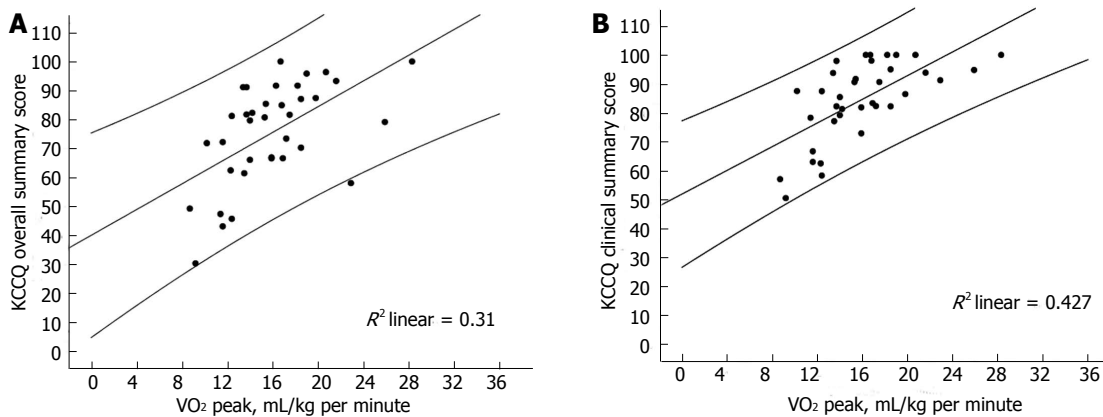 A
KCCQ overall summary score
110
100
90
80
70
60
50
40
30
20
10
0
R² linear = 0.31
0 4 8 12 16 20 24 28 32 36
VO₂ peak, mL/kg per minute
B
KCCQ clinical summary score
110
100
90
80
70
60
50
40
30
20
10
0
R² linear = 0.427
0 4 8 12 16 20 24 28 32 36
VO₂ peak, mL/kg per minute